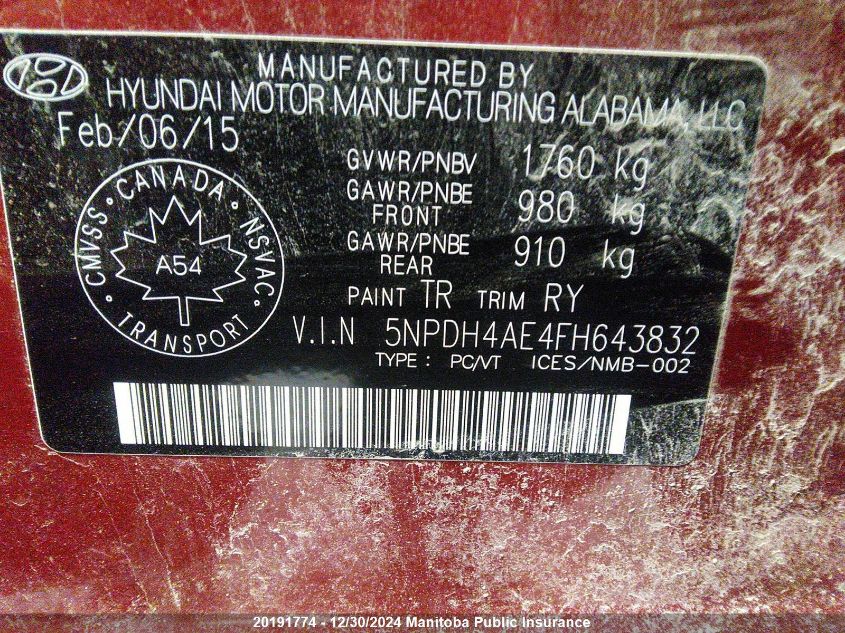 MANUFACTURED BY
HYUNDAI MOTOR MANUFACTURING ALABAMA, LLC
Feb/06/15
GVWR/PNBV 1760 kg
GAWR/PNBE FRONT 980 kg
GAWR/PNBE REAR 910 kg
CMVSS · CANADA · NSVAC · TRANSPORT ·
A54
PAINT TR TRIM RY
V.I.N 5NPDH4AE4FH643832
TYPE : PC/VT ICES/NMB-002
20191774 - 12/30/2024 Manitoba Public Insurance